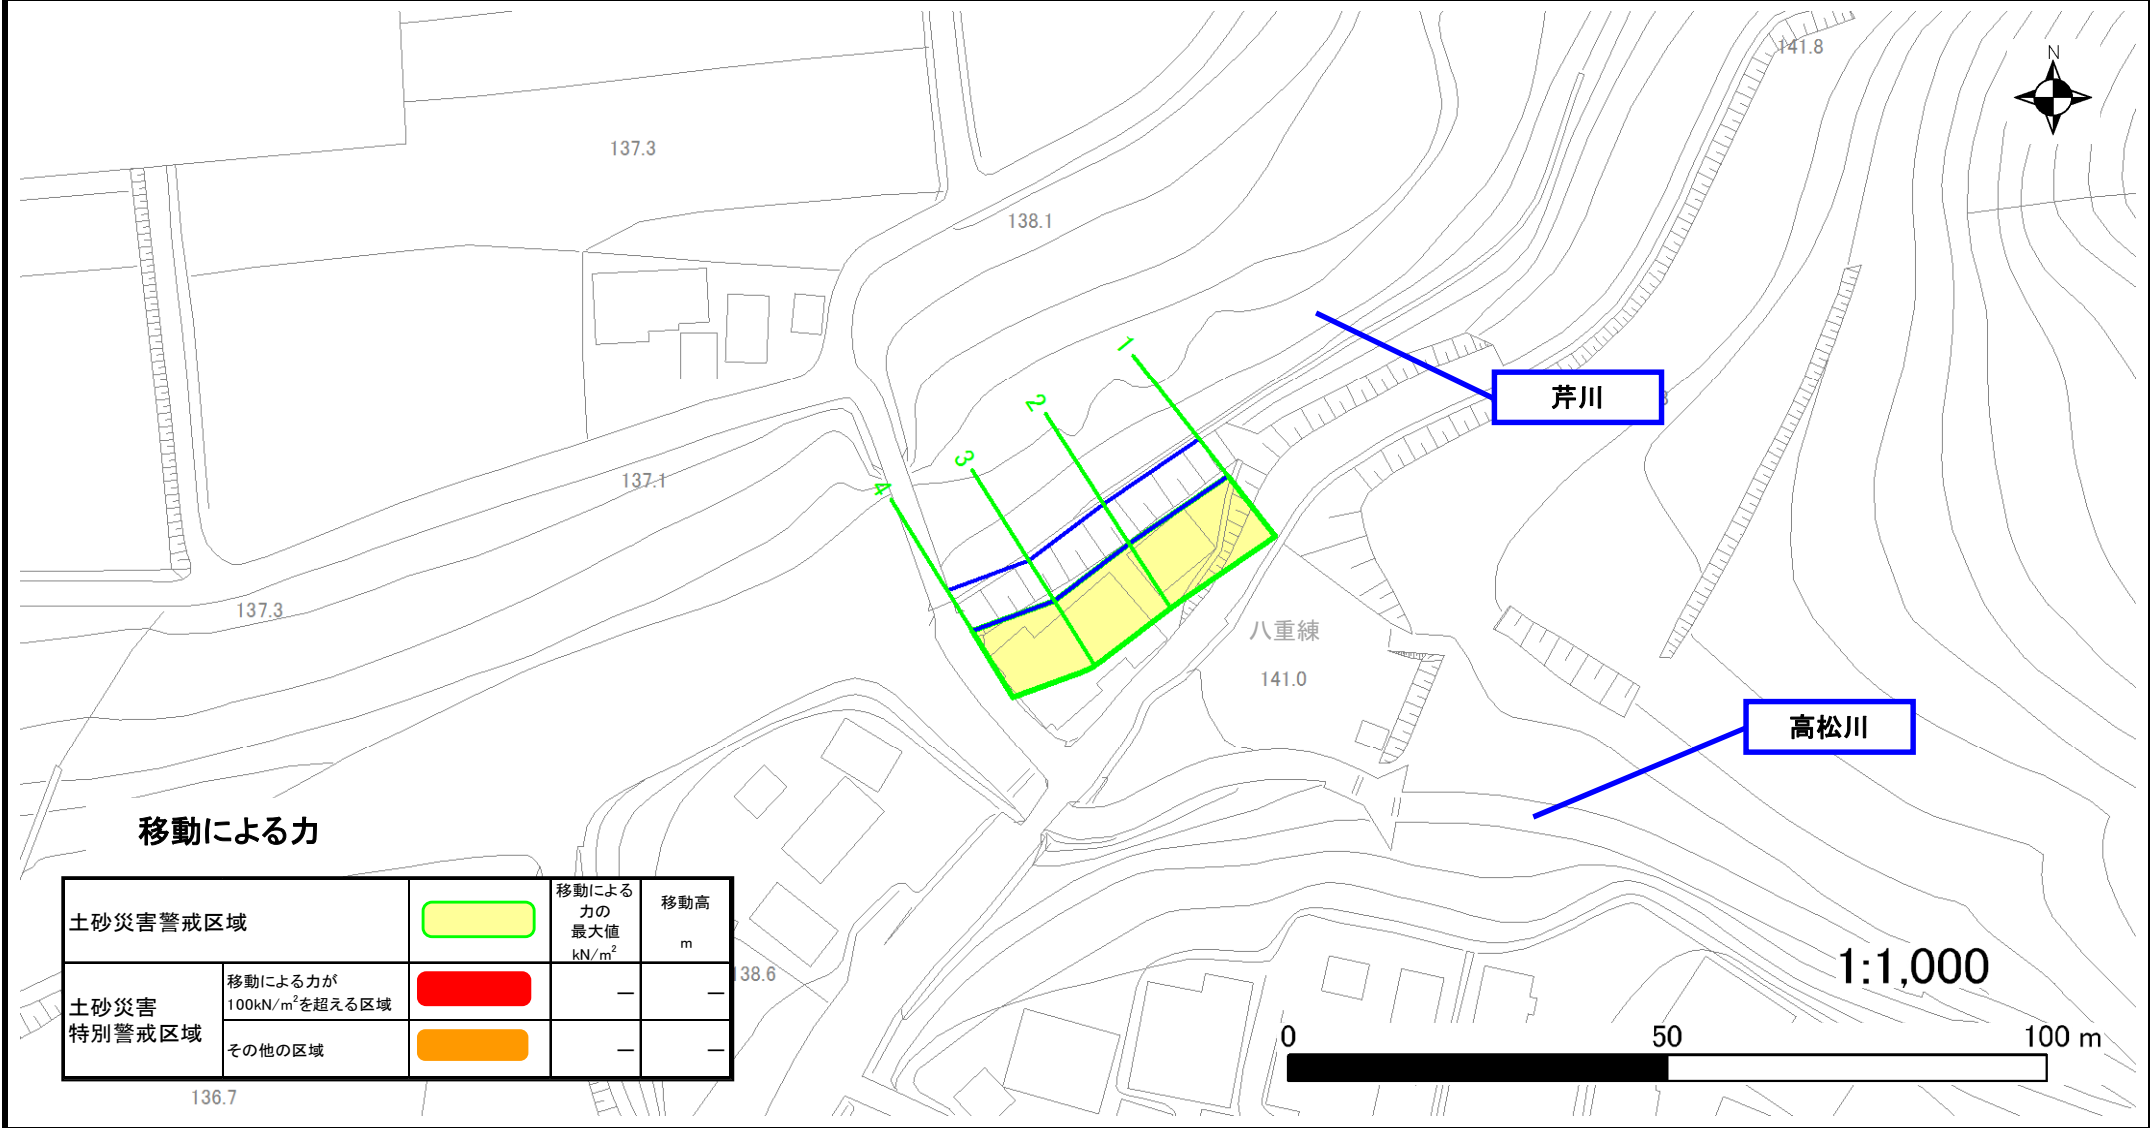 141.8
N
137.3
138.1
1
芹川
2
3
137.1
4
137.3
八重練
141.0
高松川
移動による力
土砂災害警戒区域
移動による
力の
最大値
kN/m²
移動高
m
土砂災害
特別警戒区域
移動による力が
100kN/m²を超える区域
—
—
その他の区域
—
—
138.6
136.7
1:1,000
0
50
100 m